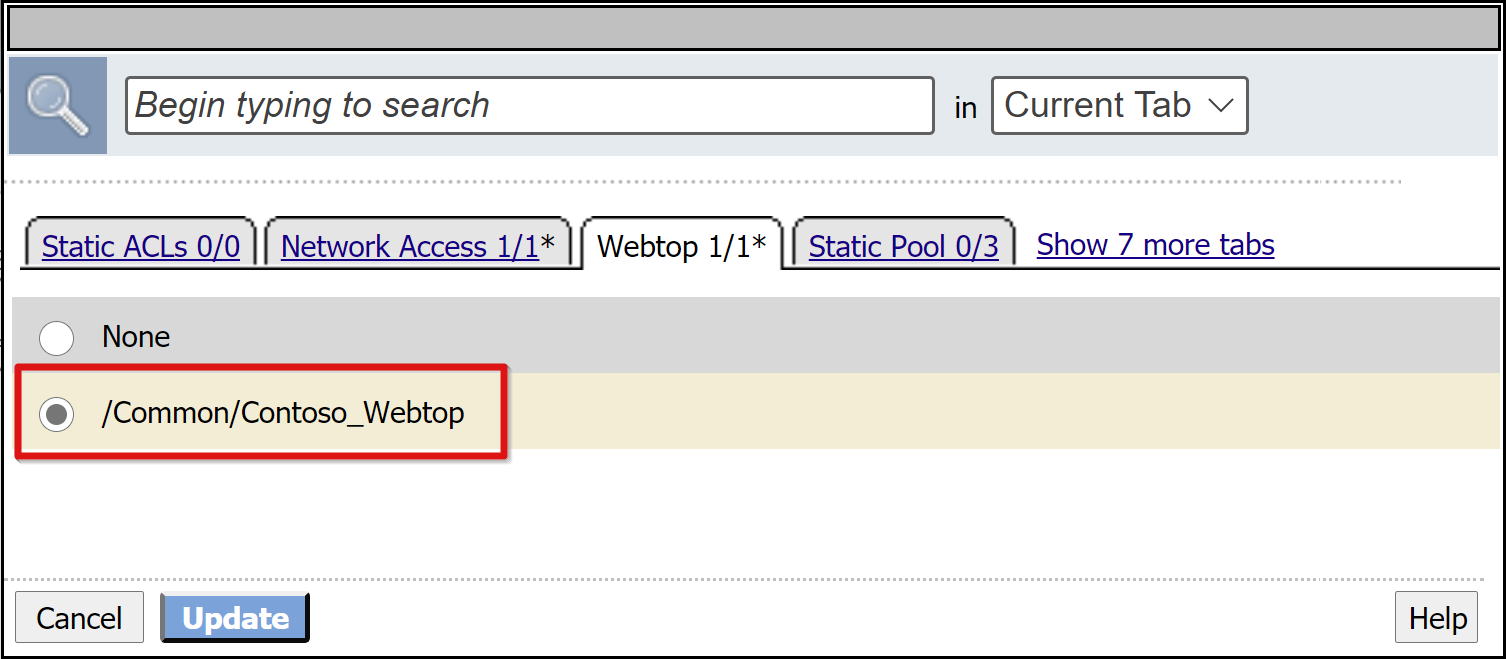 Begin typing to search in Current Tab
Static ACLs 0/0 Network Access 1/1* Webtop 1/1* Static Pool 0/3 Show 7 more tabs
None
/Common/Contoso_Webtop
Cancel Update Help